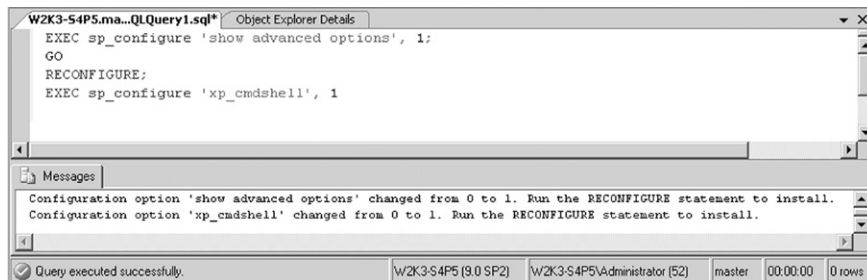 W2K3-S4P5.ma...QLQuery1.sql* Object Explorer Details
EXEC sp_configure 'show advanced options', 1;
GO
RECONFIGURE;
EXEC sp_configure 'xp_cmdshell', 1
Messages
Configuration option 'show advanced options' changed from 0 to 1. Run the RECONFIGURE statement to install.
Configuration option 'xp_cmdshell' changed from 0 to 1. Run the RECONFIGURE statement to install.
Query executed successfully. W2K3-S4P5 (9.0 SP2) W2K3-S4P5\Administrator (52) master 00:00:00 0 rows